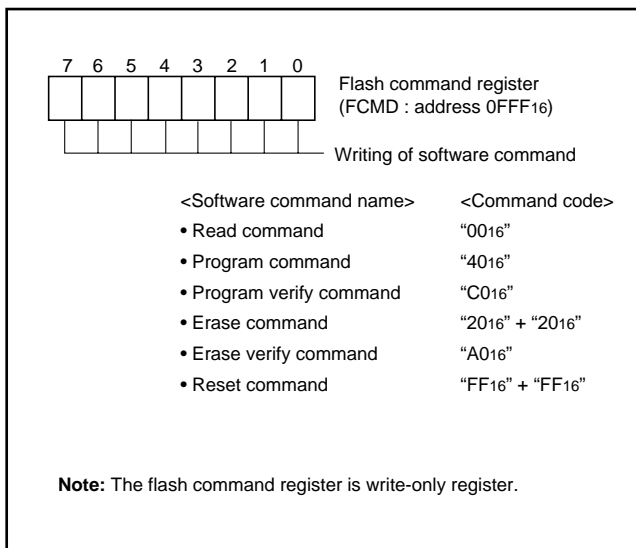 7 6 5 4 3 2 1 0
Flash command register
(FCMD : address 0FFF16)
Writing of software command
<Software command name> <Command code>
• Read command “0016”
• Program command “4016”
• Program verify command “C016”
• Erase command “2016” + “2016”
• Erase verify command “A016”
• Reset command “FF16” + “FF16”
Note: The flash command register is write-only register.